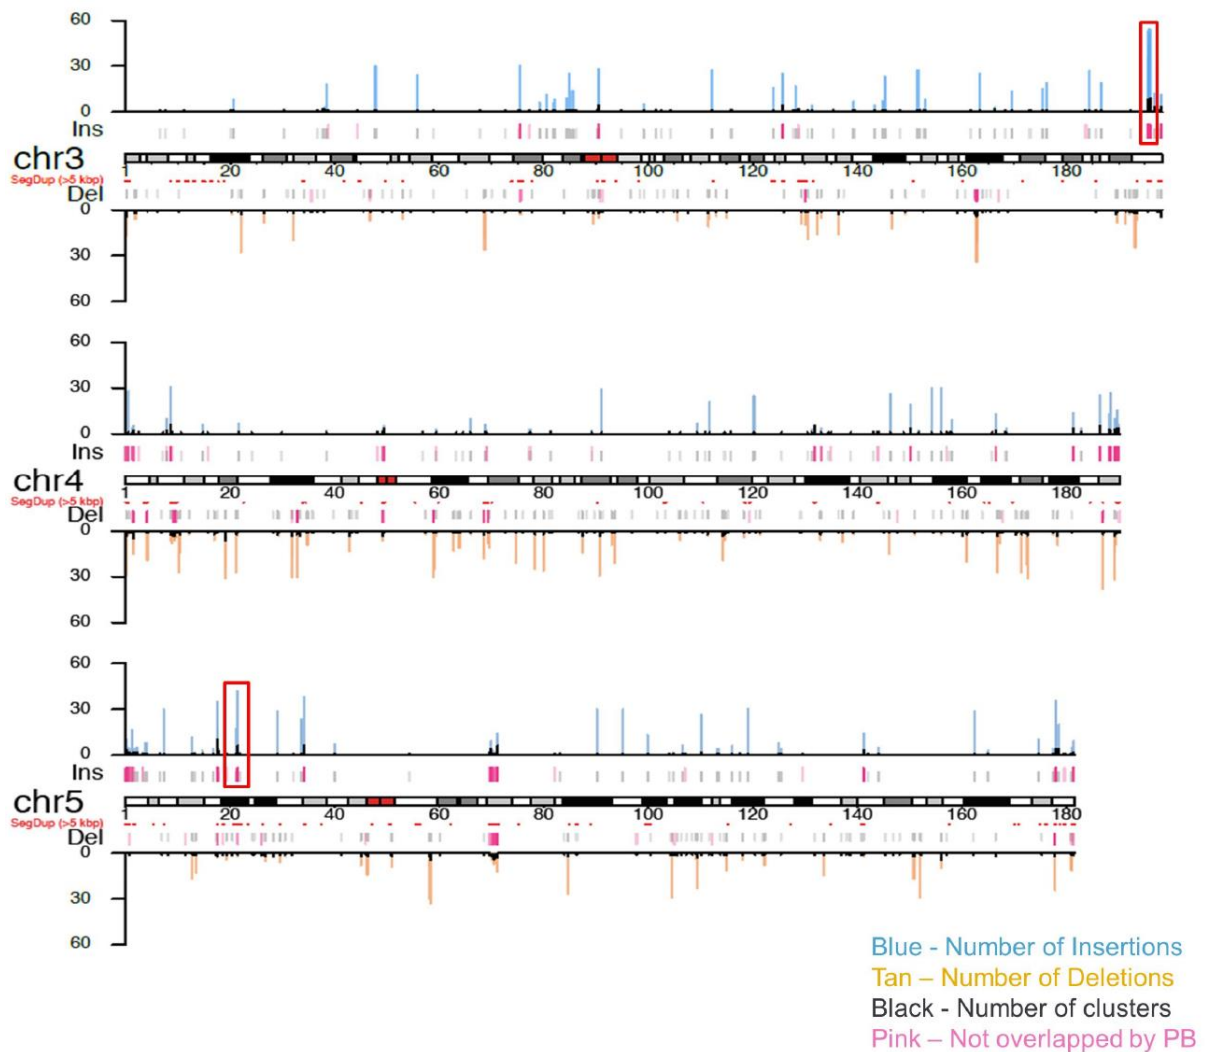 60
30
0
Ins
chr3
1 20 40 60 80 100 120 140 160 180
SegDup (>5 kbp)
Del
0
30
60
60
30
0
Ins
chr4
1 20 40 60 80 100 120 140 160 180
SegDup (>5 kbp)
Del
0
30
60
60
30
0
Ins
chr5
1 20 40 60 80 100 120 140 160 180
SegDup (>5 kbp)
Del
0
30
60
Blue - Number of Insertions
Tan – Number of Deletions
Black - Number of clusters
Pink – Not overlapped by PB